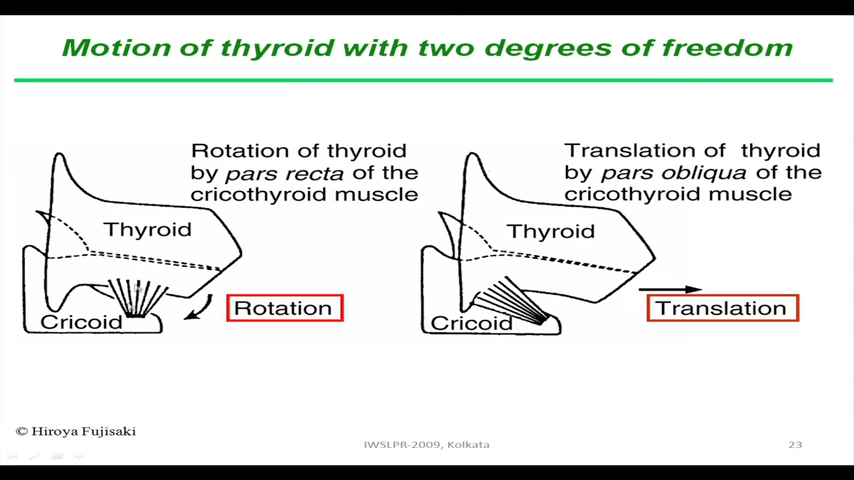 Motion of thyroid with two degrees of freedom
Rotation of thyroid
by pars recta of the
cricothyroid muscle
Thyroid
Cricoid
Rotation
Translation of thyroid
by pars obliqua of the
cricothyroid muscle
Thyroid
Cricoid
Translation
© Hiroya Fujisaki
IWSLPR-2009, Kolkata
23